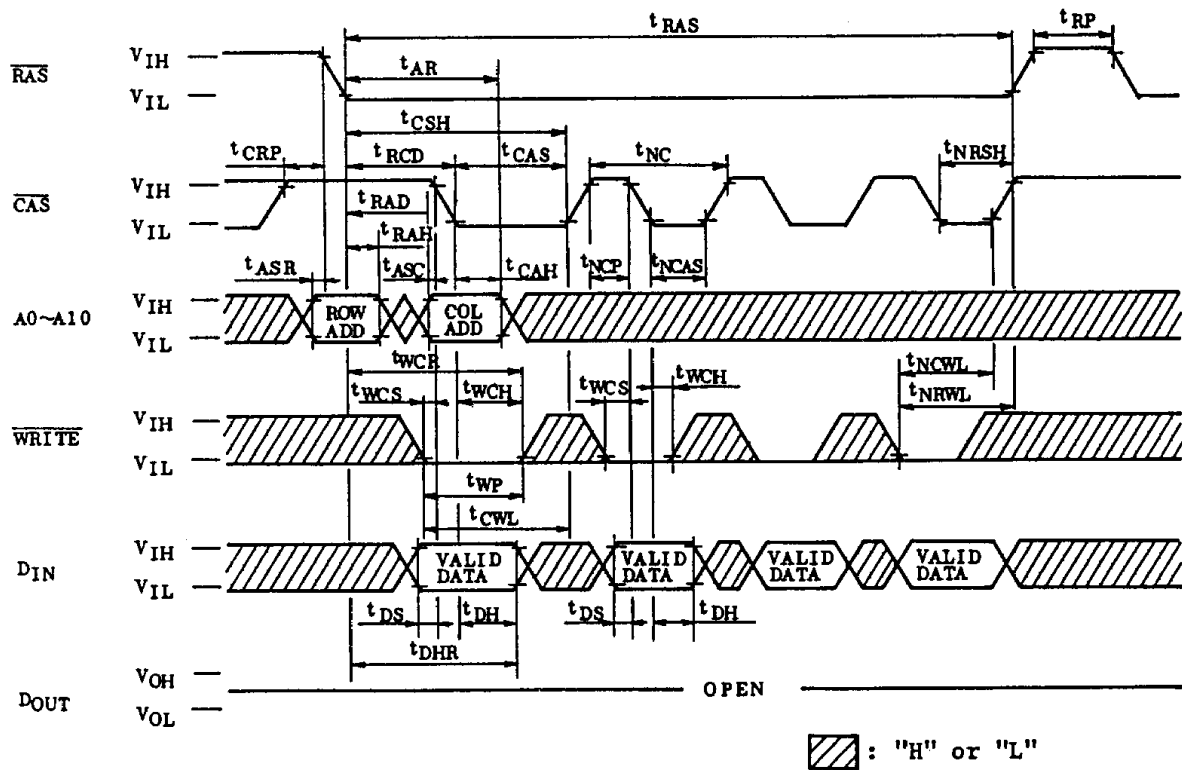 tRAS
tRP
RAS
VIH
VIL
tAR
tCSH
tCRP
tRCD
tCAS
tNC
tNRSH
CAS
VIH
VIL
tRAD
tRAH
tASR
tASC
tCAH
tNCP
tNCAS
A0~A10
VIH
VIL
ROW
ADD
COL
ADD
tWCR
tWCS
tWCH
tWCS
tWCH
tNCWL
tNRWL
WRITE
VIH
VIL
tWP
tCWL
DIN
VIH
VIL
VALID
DATA
VALID
DATA
VALID
DATA
VALID
DATA
tDS
tDH
tDS
tDH
tDHR
DOUT
VOH
VOL
OPEN
: "H" or "L"